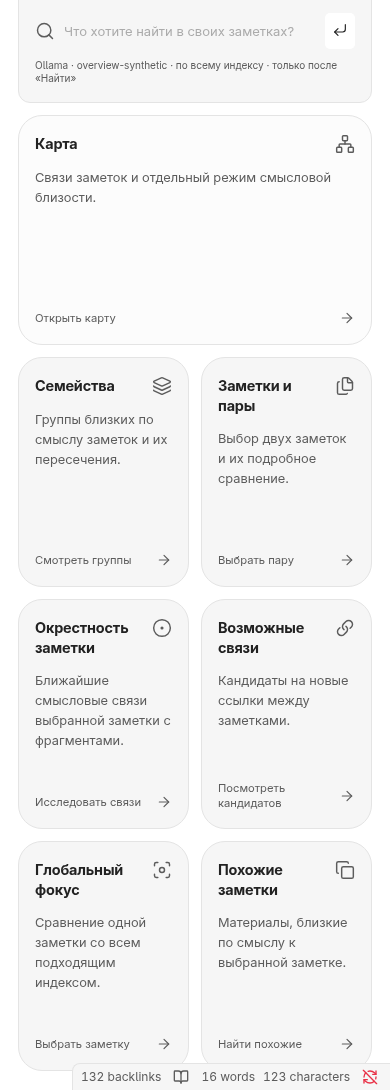 Что хотите найти в своих заметках?
Ollama · overview-synthetic · по всему индексу · только после
«Найти»
Карта
Связи заметок и отдельный режим смысловой
близости.
Открыть карту
Семейства
Группы близких по
смыслу заметок и их
пересечения.
Смотреть группы
Заметки и
пары
Выбор двух заметок
и их подробное
сравнение.
Выбрать пару
Окрестность
заметки
Ближайшие
смысловые связи
выбранной заметки с
фрагментами.
Исследовать связи
Возможные
связи
Кандидаты на новые
ссылки между
заметками.
Посмотреть
кандидатов
Глобальный
фокус
Сравнение одной
заметки со всем
подходящим
индексом.
Выбрать заметку
Похожие
заметки
Материалы, близкие
по смыслу к
выбранной заметке.
Найти похожие
132 backlinks 16 words 123 characters